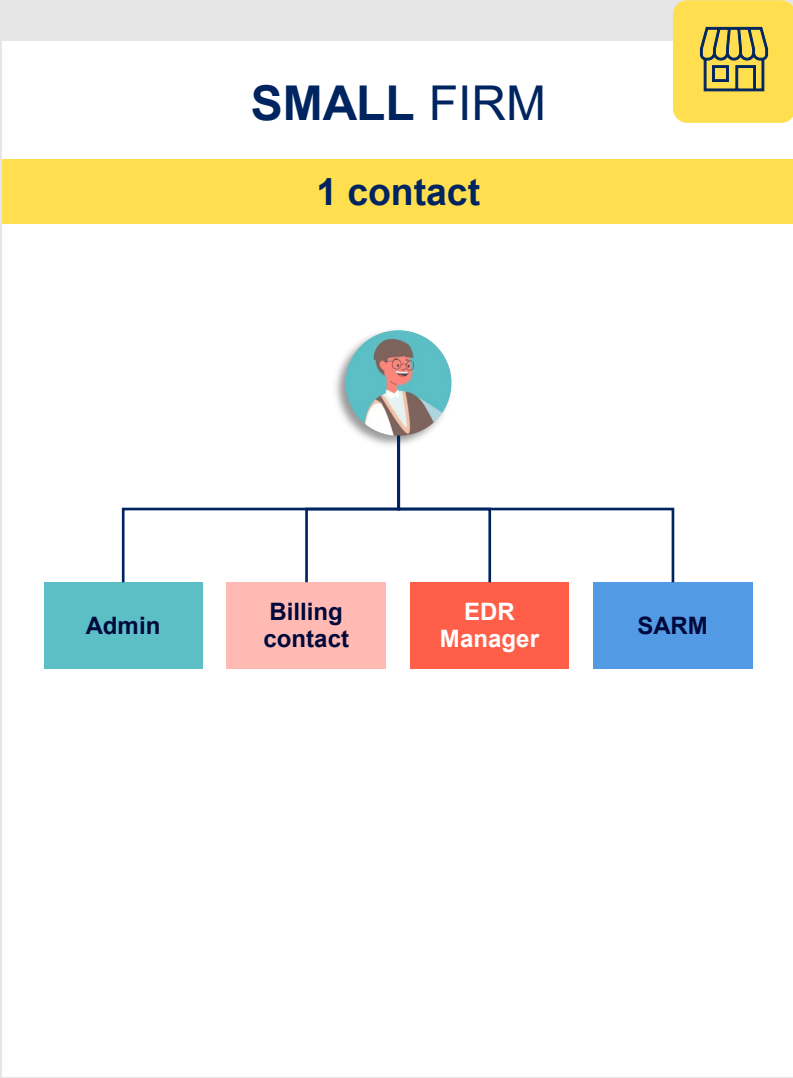 SMALL FIRM
1 contact
Admin
Billing
contact
EDR
Manager
SARM